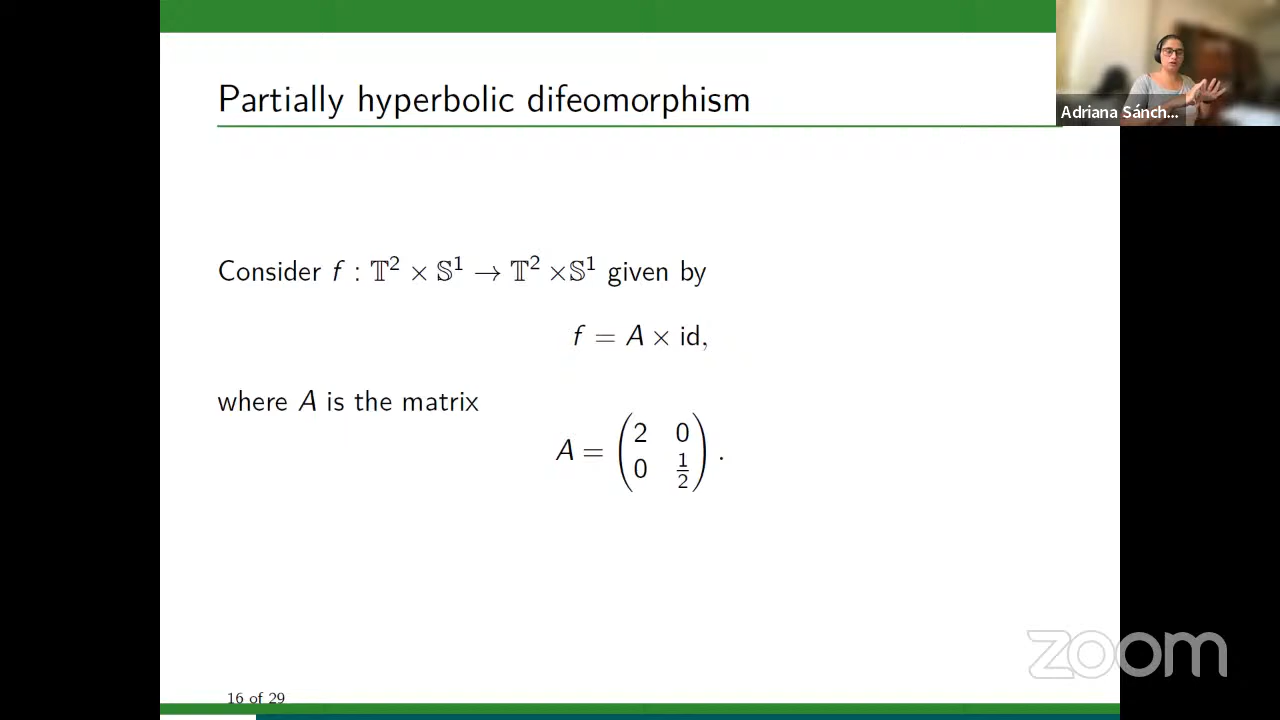 Partially hyperbolic difeomorphism
Adriana Sánch...
Consider f : 𝕋² × 𝕊¹ → 𝕋² ×𝕊¹ given by
f = A × id,
where A is the matrix
A = (2 0
0 1/2).
zoom
16 of 29